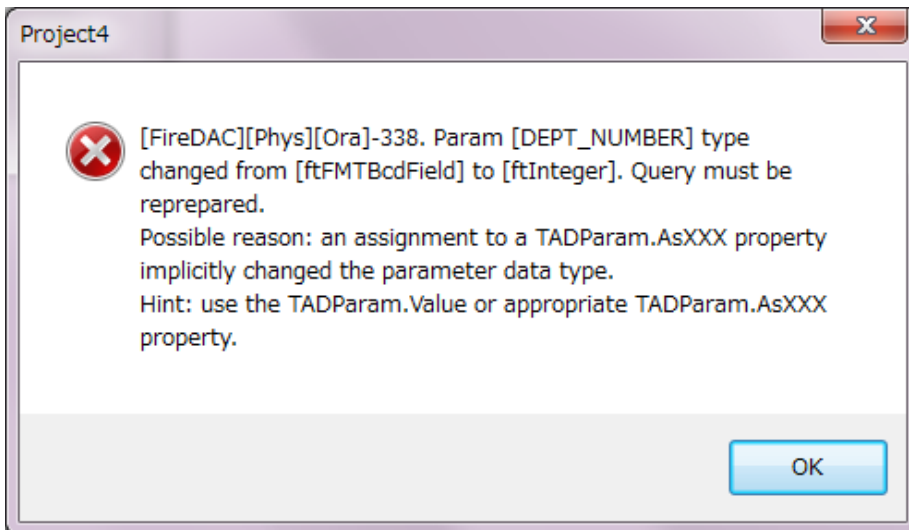 Project4
[FireDAC][Phys][Ora]-338. Param [DEPT_NUMBER] type
changed from [ftFMTBcdField] to [ftInteger]. Query must be
reprepared.
Possible reason: an assignment to a TADParam.AsXXX property
implicitly changed the parameter data type.
Hint: use the TADParam.Value or appropriate TADParam.AsXXX
property.
OK